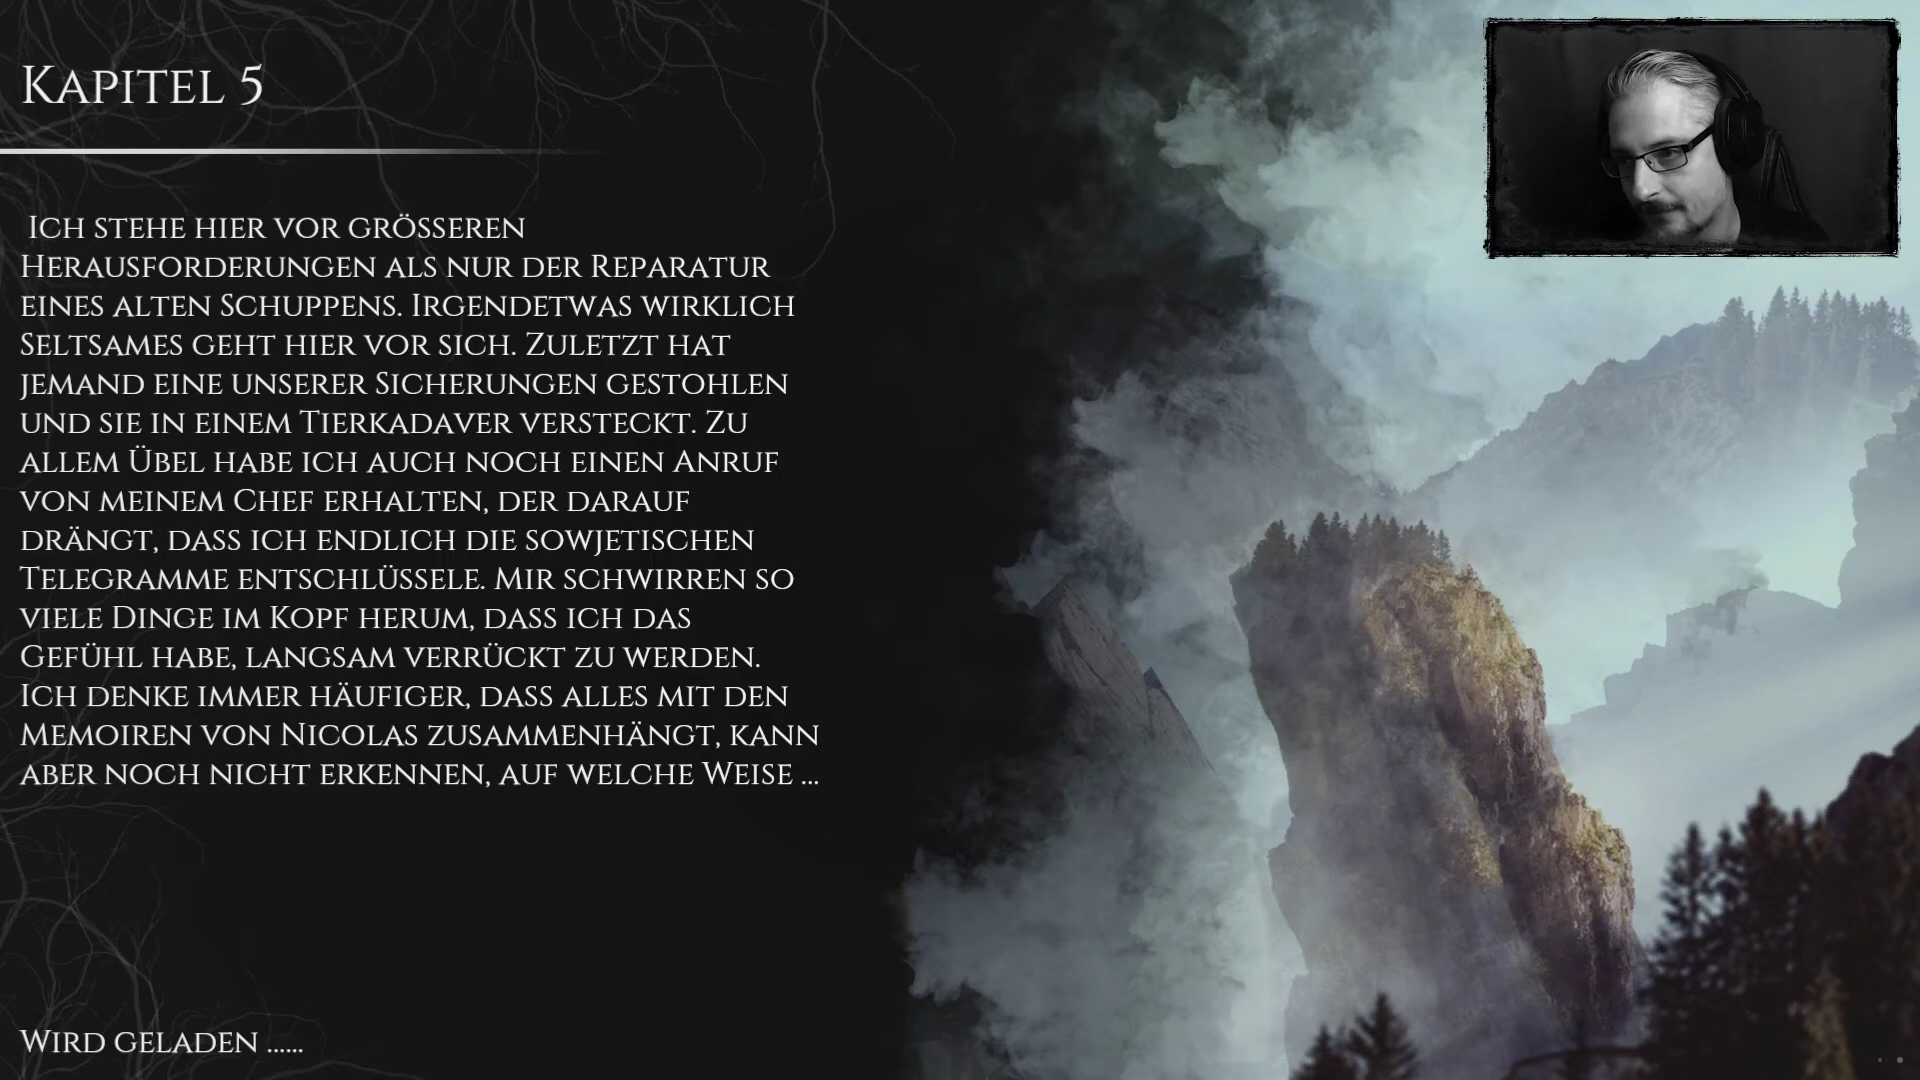 Kapitel 5
Ich stehe hier vor grösseren
Herausforderungen als nur der Reparatur
eines alten Schuppens. Irgendetwas wirklich
Seltsames geht hier vor sich. Zuletzt hat
jemand eine unserer Sicherungen gestohlen
und sie in einem Tierkadaver versteckt. Zu
allem Übel habe ich auch noch einen Anruf
von meinem Chef erhalten, der darauf
drängt, dass ich endlich die sowjetischen
Telegramme entschlüssele. Mir schwirren so
viele Dinge im Kopf herum, dass ich das
Gefühl habe, langsam verrückt zu werden.
Ich denke immer häufiger, dass alles mit den
Memoiren von Nicolas zusammenhängt, kann
aber noch nicht erkennen, auf welche Weise ...
Wird geladen ......